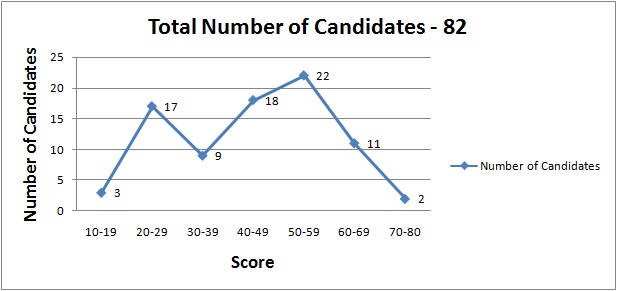 Total Number of Candidates - 82
Number of Candidates
25
20
15
10
5
0
3
17
9
18
22
11
2
10-19 20-29 30-39 40-49 50-59 60-69 70-80
Score
Number of Candidates